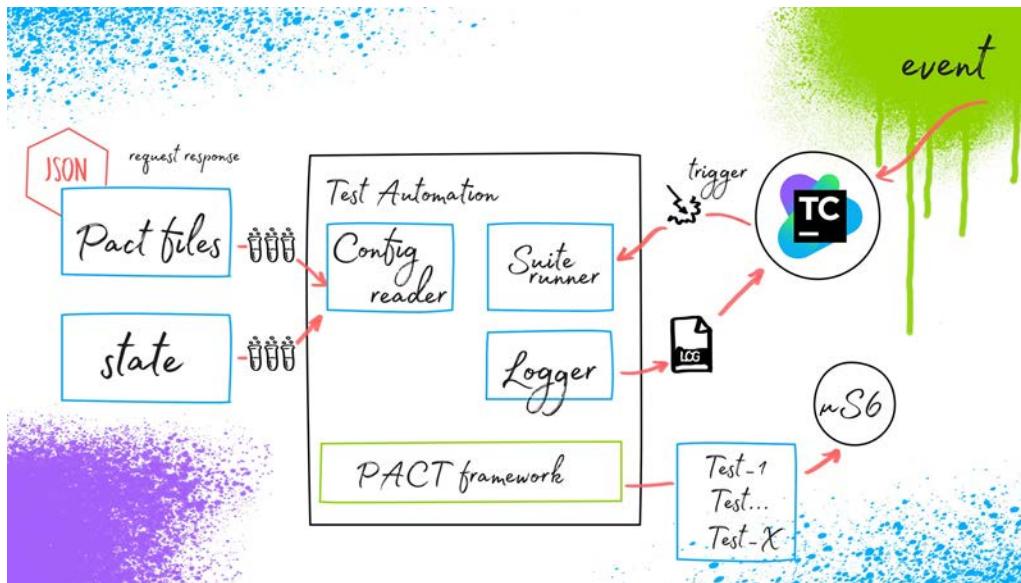 event
JSON
request response
Pact files
state
Test Automation
Config
reader
Suite
runner
Logger
PACT framework
trigger
TC
LOG
Test-1
Test...
Test-X
μS6